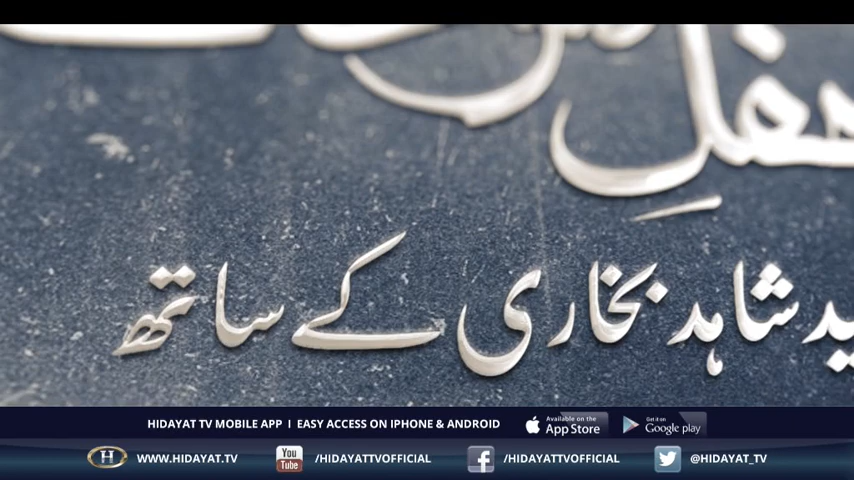 شاہد بخاری کے ساتھ
HIDAYAT TV MOBILE APP I EASY ACCESS ON IPHONE & ANDROID
Available on the App Store
Get it on Google play
H WWW.HIDAYAT.TV
You Tube /HIDAYATTVOFFICIAL
f /HIDAYATTVOFFICIAL
@HIDAYAT_TV